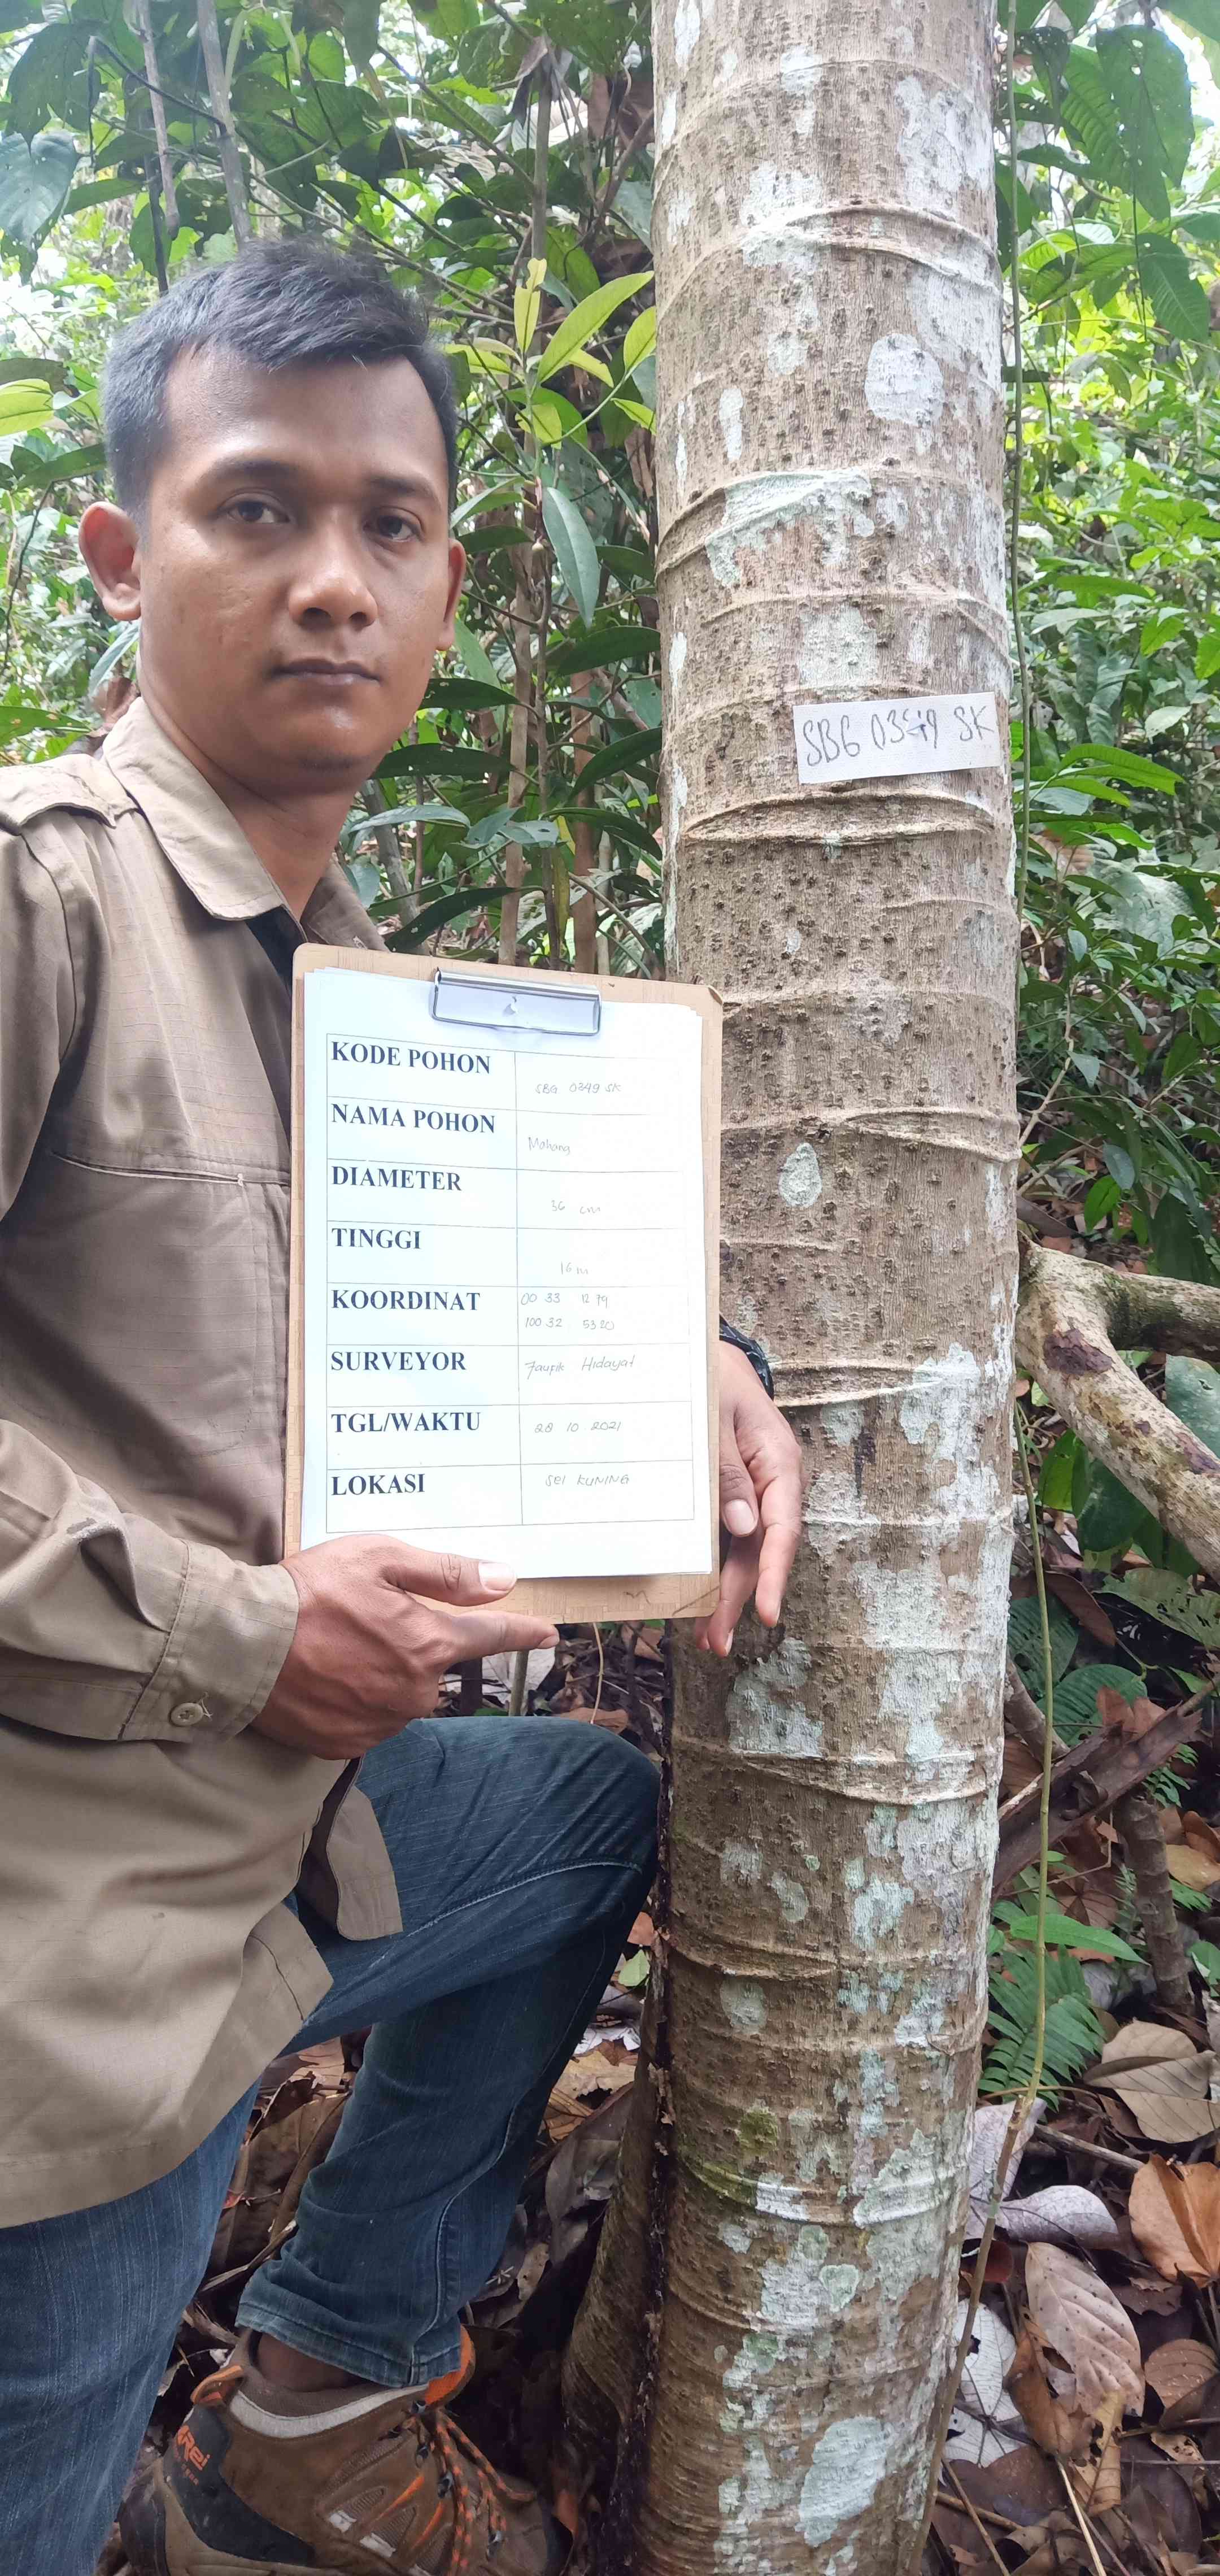 SBG 0349 SK
KODE POHON SBG 0349 SK
NAMA POHON Mahang
DIAMETER 36 cm
TINGGI 16 m
KOORDINAT 00 33 12 79
100 32 53 20
SURVEYOR Taufik Hidayat
TGL/WAKTU 28 10 2021
LOKASI SEI KUNING